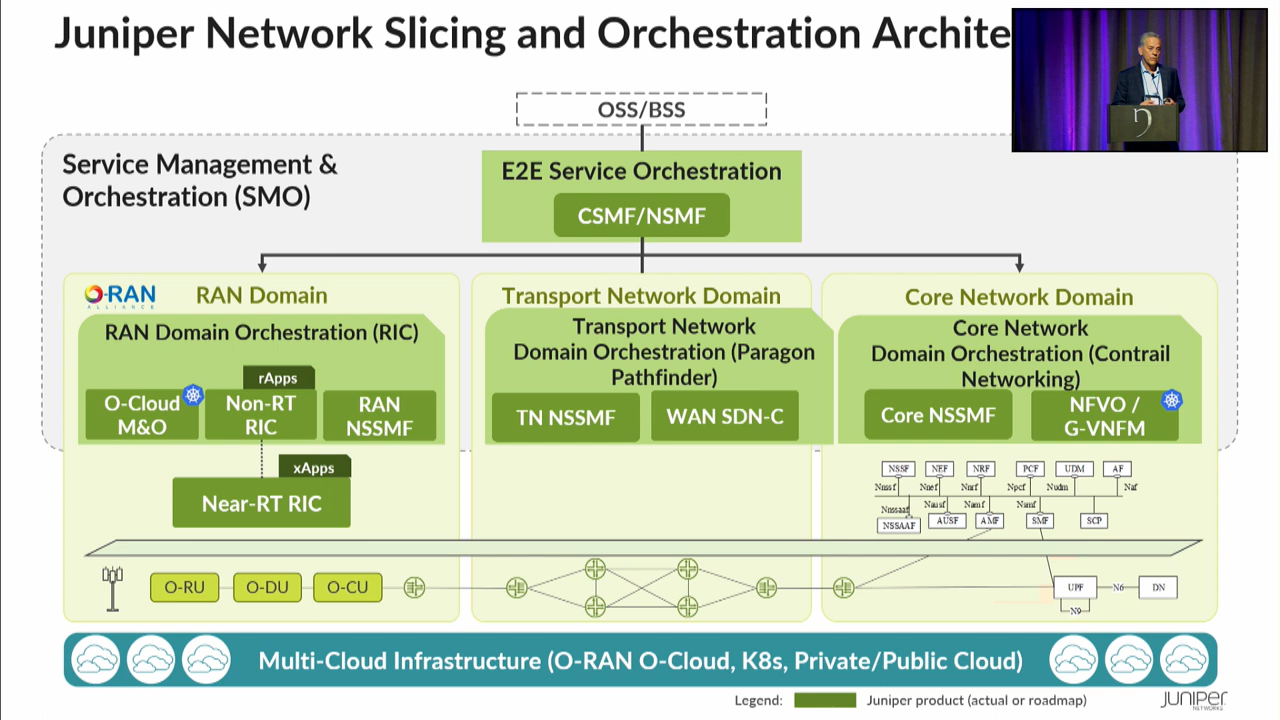 Juniper Network Slicing and Orchestration Archite
OSS/BSS
Service Management &
Orchestration (SMO)
E2E Service Orchestration
CSMF/NSMF
O-RAN
ALLIANCE
RAN Domain
RAN Domain Orchestration (RIC)
rApps
O-Cloud
M&O
Non-RT
RIC
RAN
NSSMF
xApps
Near-RT RIC
Transport Network Domain
Transport Network
Domain Orchestration (Paragon
Pathfinder)
TN NSSMF
WAN SDN-C
Core Network Domain
Core Network
Domain Orchestration (Contrail
Networking)
Core NSSMF
NFVO /
G-VNFM
NSSF NEF NRF PCF UDM AF
Nnssf Nnef Nnrf Npcf Nudm Naf
Nnssaaf Nausf Namf Nsmf
NSSAAF AUSF AMF SMF SCP
O-RU
O-DU
O-CU
UPF
N6
DN
N9
Multi-Cloud Infrastructure (O-RAN O-Cloud, K8s, Private/Public Cloud)
Legend:
Juniper product (actual or roadmap)
JUNIPER
NETWORKS